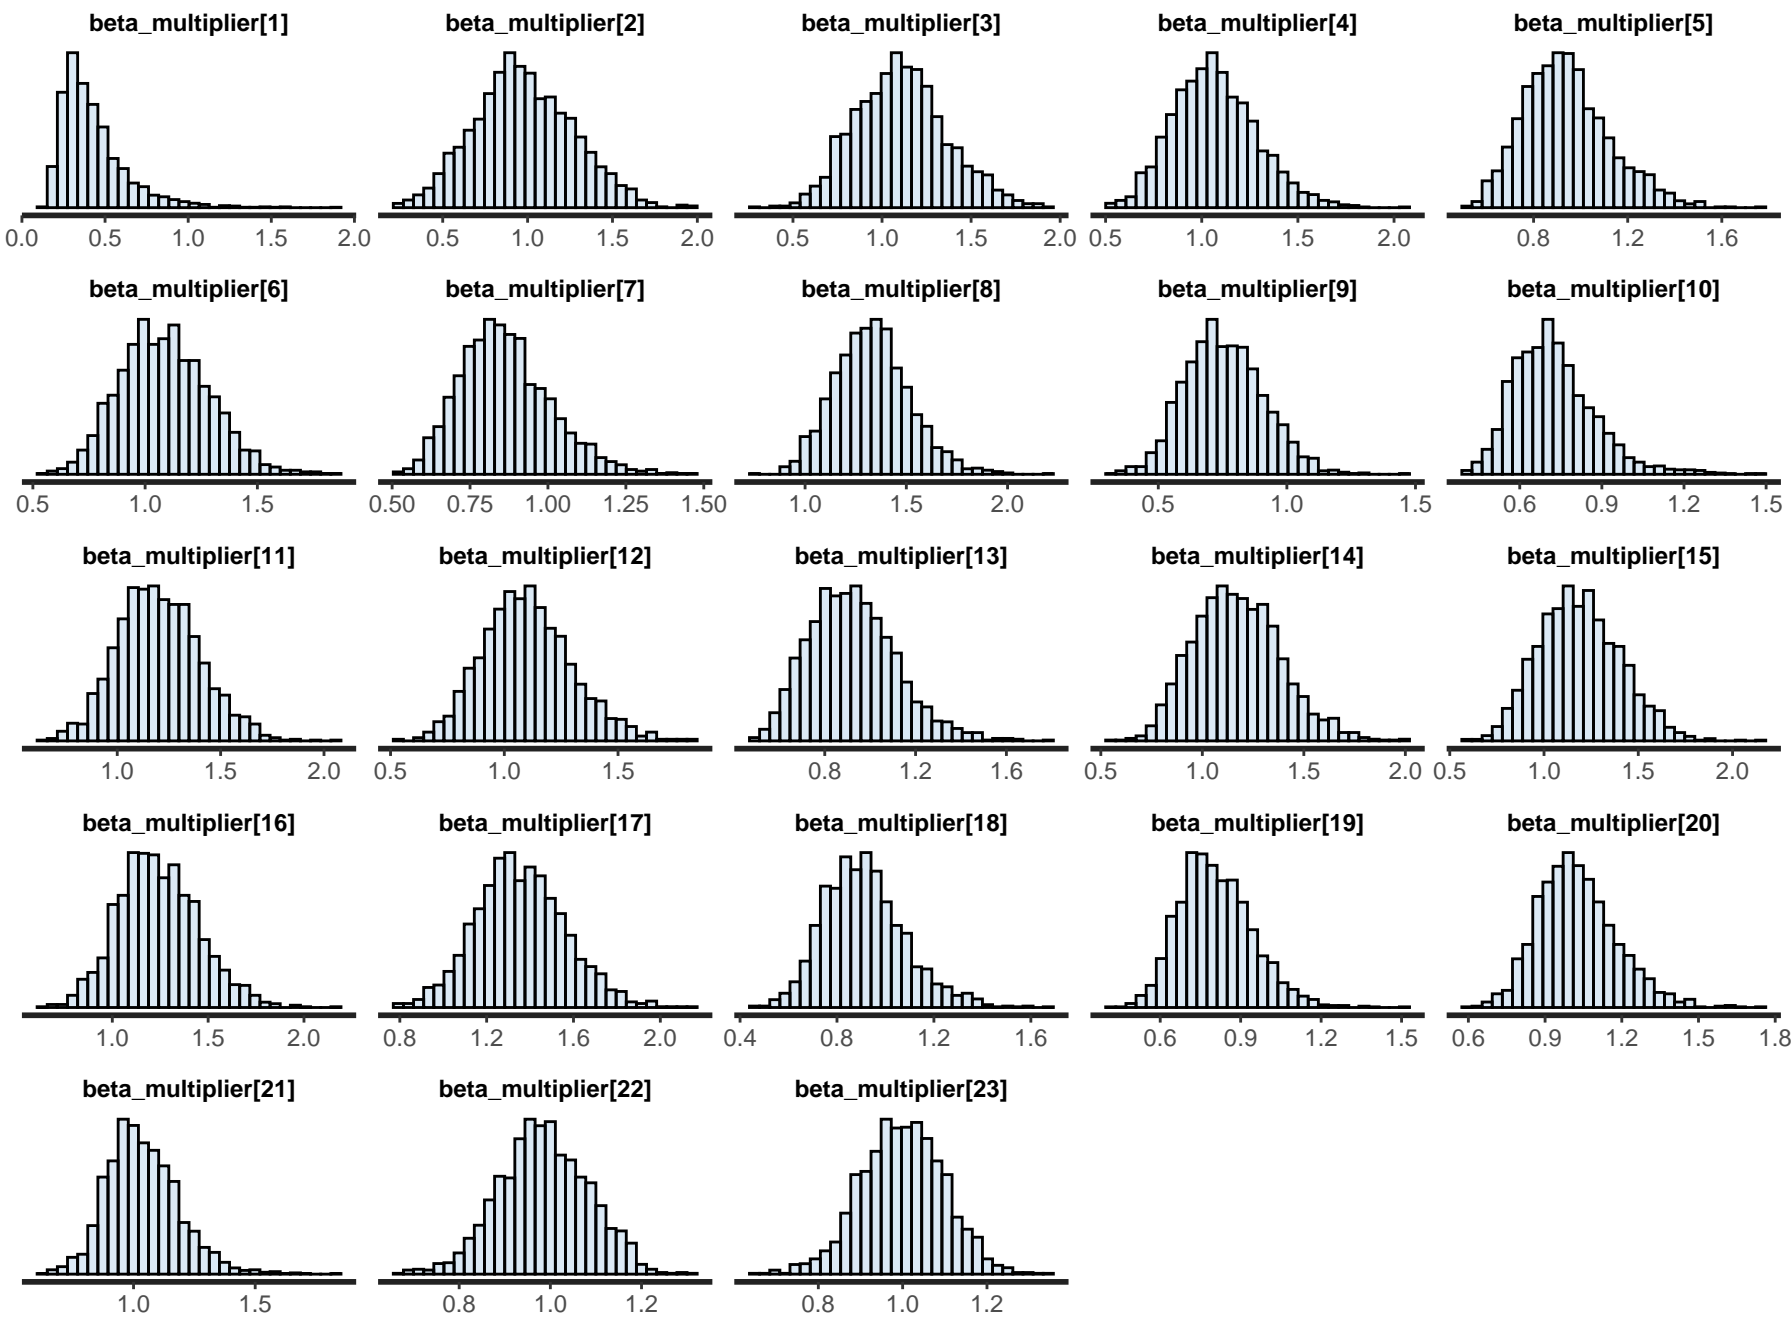 beta_multiplier[1] beta_multiplier[2] beta_multiplier[3] beta_multiplier[4] beta_multiplier[5]
0.0 0.5 1.0 1.5 2.0 0.5 1.0 1.5 2.0 0.5 1.0 1.5 2.0 0.5 1.0 1.5 2.0 0.8 1.2 1.6
beta_multiplier[6] beta_multiplier[7] beta_multiplier[8] beta_multiplier[9] beta_multiplier[10]
0.5 1.0 1.5 0.50 0.75 1.00 1.25 1.50 1.0 1.5 2.0 0.5 1.0 1.5 0.6 0.9 1.2 1.5
beta_multiplier[11] beta_multiplier[12] beta_multiplier[13] beta_multiplier[14] beta_multiplier[15]
1.0 1.5 2.0 0.5 1.0 1.5 0.8 1.2 1.6 0.5 1.0 1.5 2.0 0.5 1.0 1.5 2.0
beta_multiplier[16] beta_multiplier[17] beta_multiplier[18] beta_multiplier[19] beta_multiplier[20]
1.0 1.5 2.0 0.8 1.2 1.6 2.0 0.4 0.8 1.2 1.6 0.6 0.9 1.2 1.5 0.6 0.9 1.2 1.5 1.8
beta_multiplier[21] beta_multiplier[22] beta_multiplier[23]
1.0 1.5 0.8 1.0 1.2 0.8 1.0 1.2